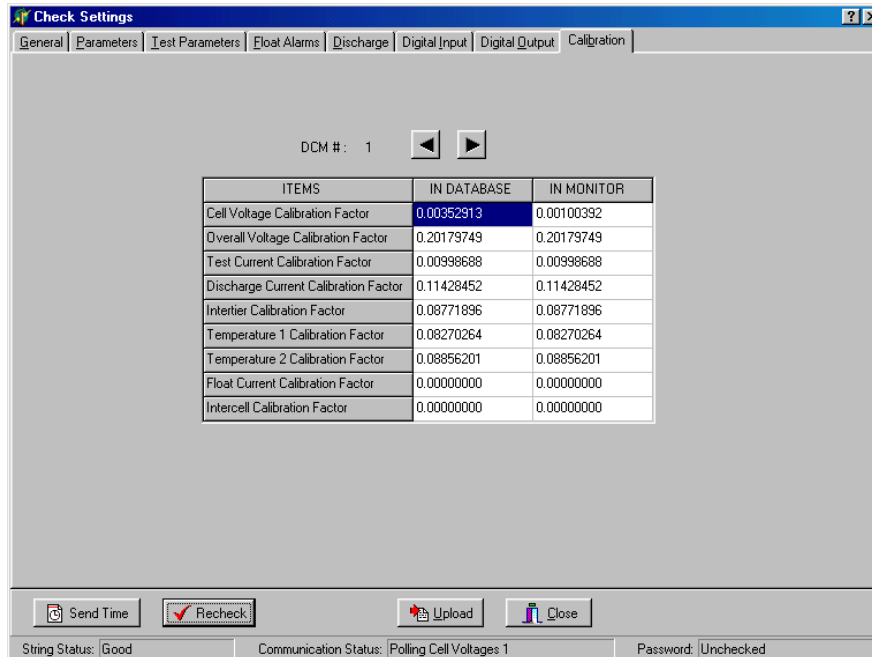 Check Settings
General Parameters Test Parameters Float Alarms Discharge Digital Input Digital Output Calibration
DCM # : 1
ITEMS IN DATABASE IN MONITOR
Cell Voltage Calibration Factor 0.00352913 0.00100392
Overall Voltage Calibration Factor 0.20179749 0.20179749
Test Current Calibration Factor 0.00998688 0.00998688
Discharge Current Calibration Factor 0.11428452 0.11428452
Intertier Calibration Factor 0.08771896 0.08771896
Temperature 1 Calibration Factor 0.08270264 0.08270264
Temperature 2 Calibration Factor 0.08856201 0.08856201
Float Current Calibration Factor 0.00000000 0.00000000
Intercell Calibration Factor 0.00000000 0.00000000
Send Time Recheck Upload Close
String Status: Good Communication Status: Polling Cell Voltages 1 Password: Unchecked